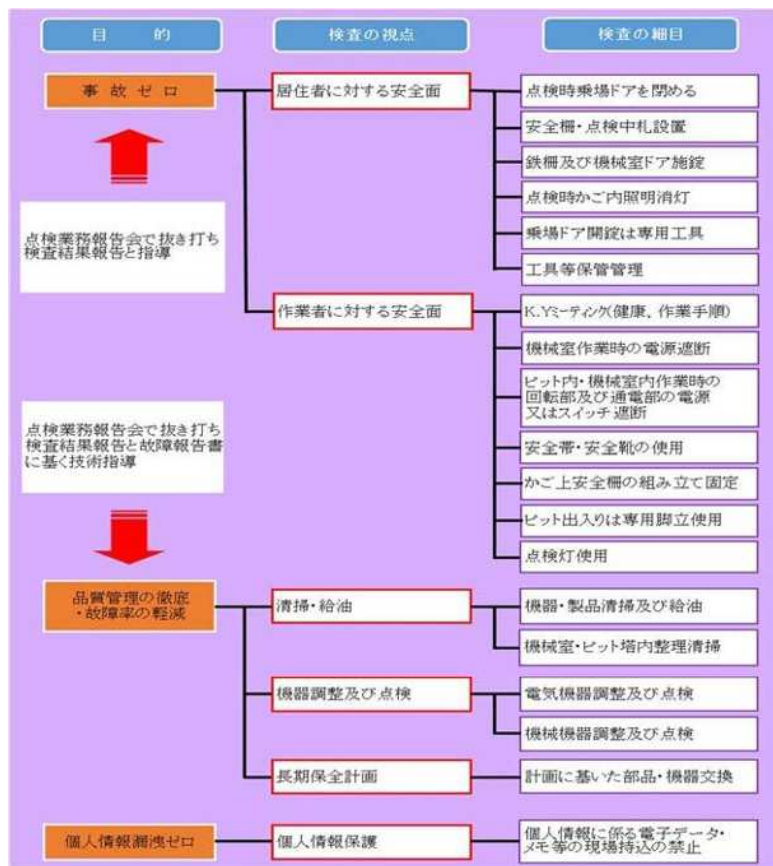 目　的
検査の視点
検査の細目
事故ゼロ
居住者に対する安全面
点検時乗場ドアを閉める
安全柵・点検中札設置
鉄柵及び機械室ドア施錠
点検時かご内照明消灯
乗場ドア開錠は専用工具
工具等保管管理
点検業務報告会で抜き打ち
検査結果報告と指導
作業者に対する安全面
K.Yミーティング(健康、作業手順)
機械室作業時の電源遮断
ピット内・機械室内作業時の
回転部及び通電部の電源
又はスイッチ遮断
安全帯・安全靴の使用
かご上安全柵の組み立て固定
ピット出入りは専用脚立使用
点検灯使用
点検業務報告会で抜き打ち
検査結果報告と故障報告書
に基く技術指導
品質管理の徹底
・故障率の軽減
清掃・給油
機器・製品清掃及び給油
機械室・ピット塔内整理清掃
機器調整及び点検
電気機器調整及び点検
機械機器調整及び点検
長期保全計画
計画に基いた部品・機器交換
個人情報漏洩ゼロ
個人情報保護
個人情報に係る電子データ・
メモ等の現場持込の禁止